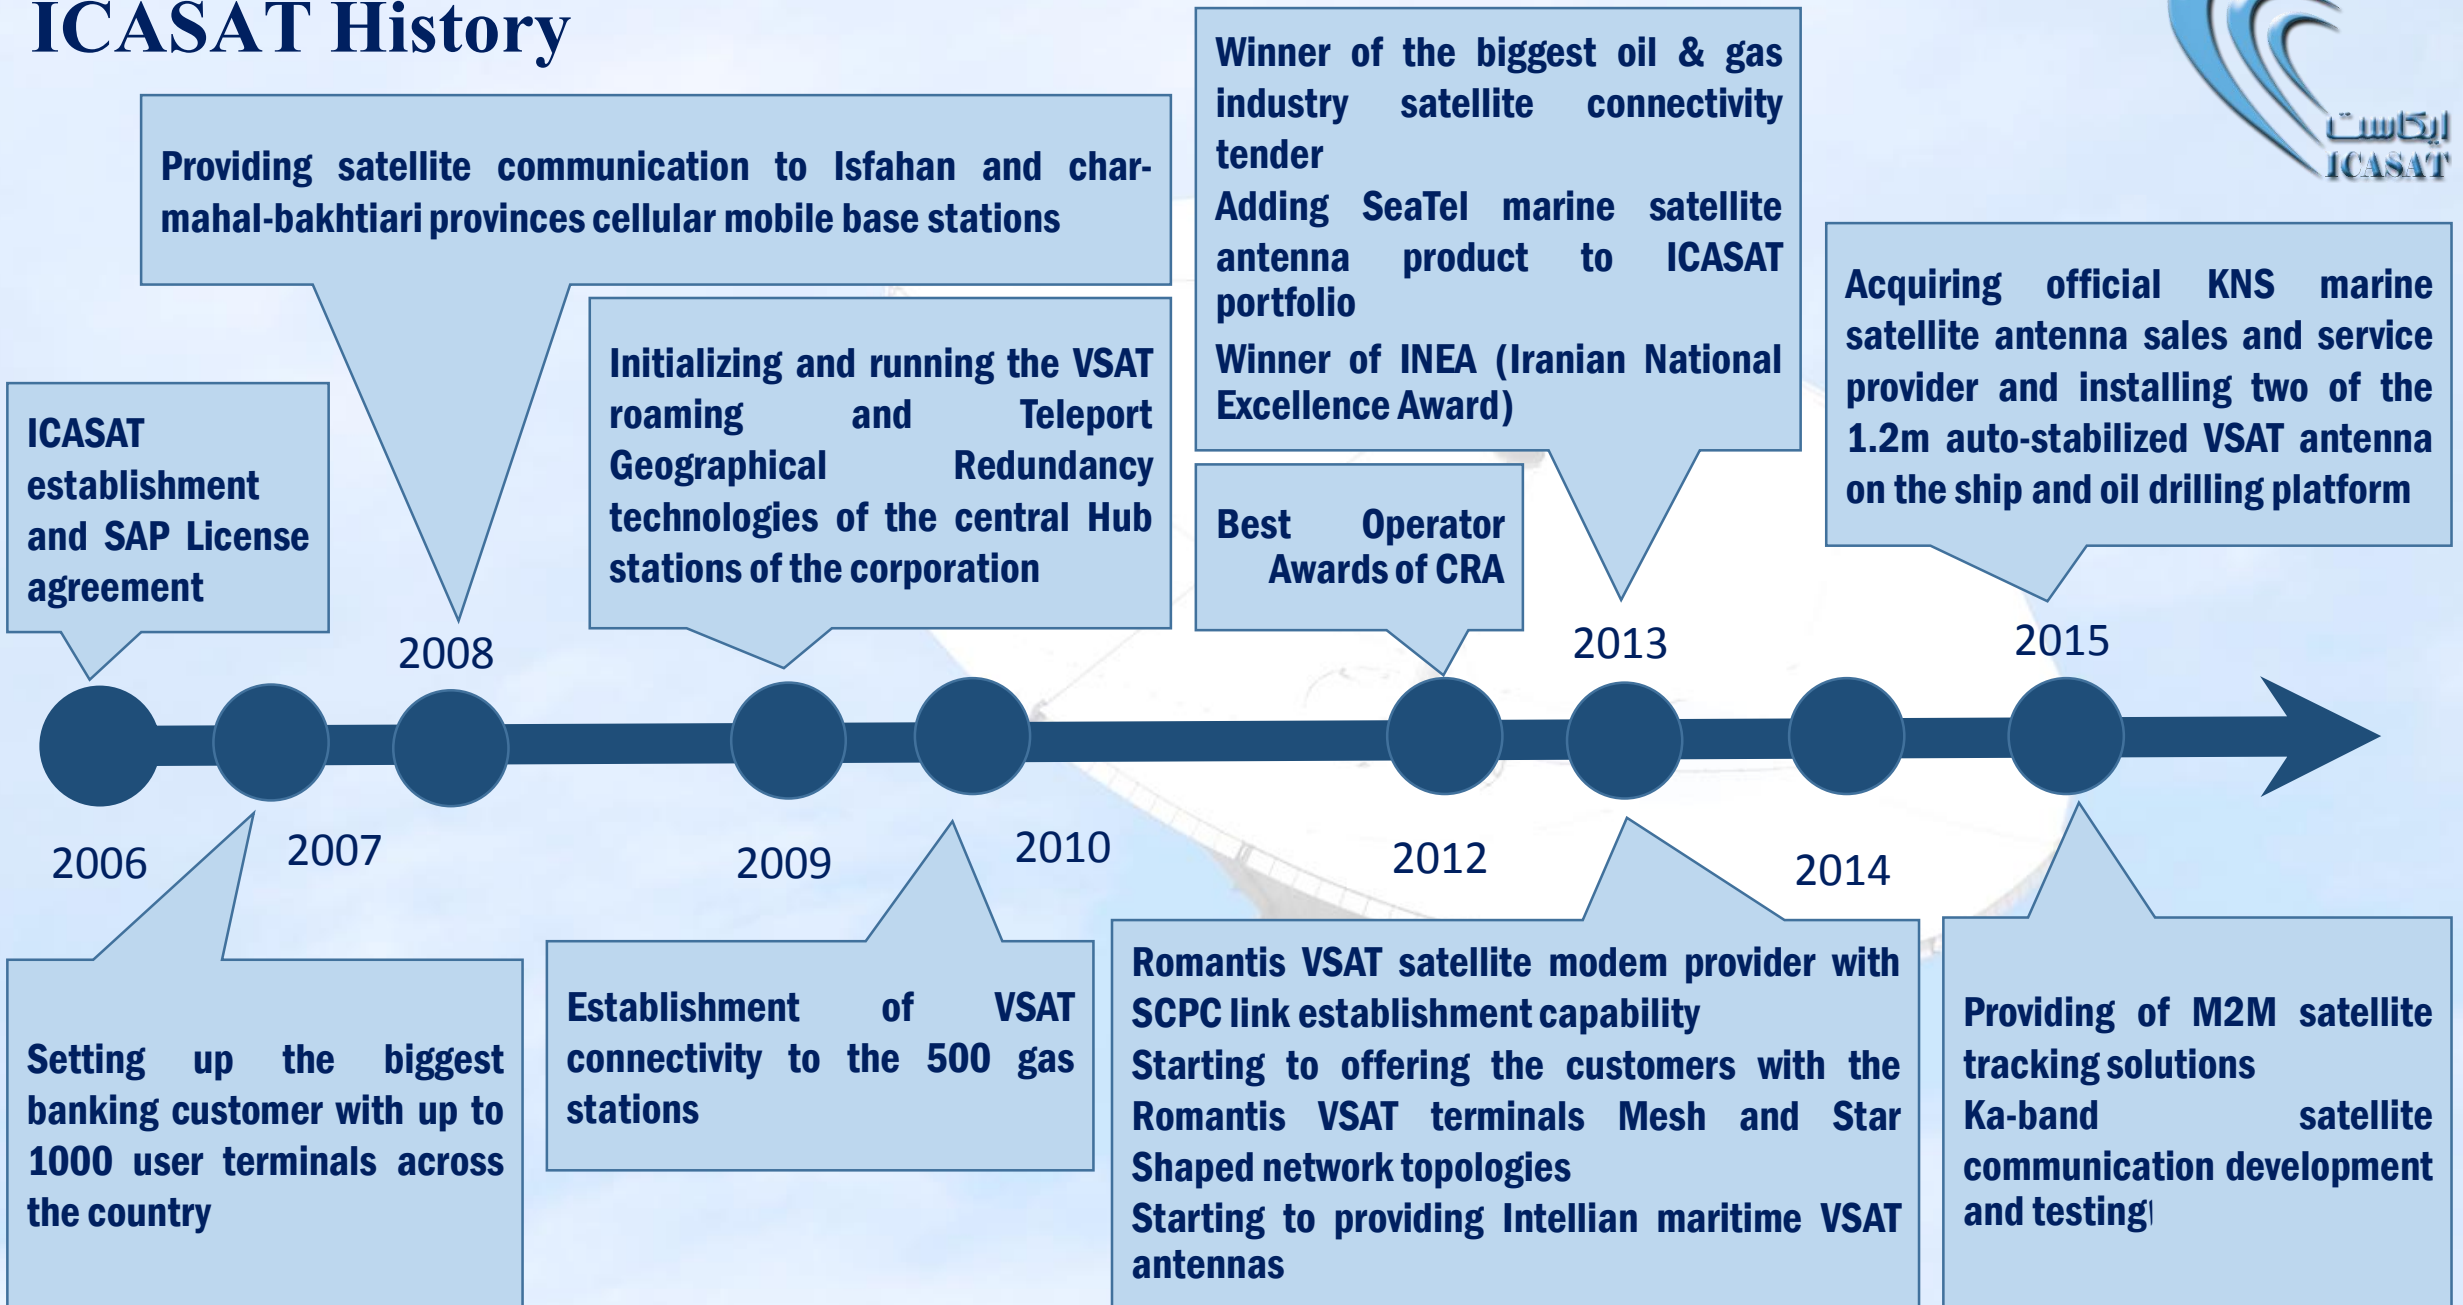 ICASAT History
ایکاست
ICASAT
Providing satellite communication to Isfahan and char-
mahal-bakhtiari provinces cellular mobile base stations
Winner of the biggest oil & gas
industry satellite connectivity
tender
Adding SeaTel marine satellite
antenna product to ICASAT
portfolio
Winner of INEA (Iranian National
Excellence Award)
Acquiring official KNS marine
satellite antenna sales and service
provider and installing two of the
1.2m auto-stabilized VSAT antenna
on the ship and oil drilling platform
ICASAT
establishment
and SAP License
agreement
Initializing and running the VSAT
roaming and Teleport
Geographical Redundancy
technologies of the central Hub
stations of the corporation
Best Operator
Awards of CRA
2008
2013
2015
2006
2007
2009
2010
2012
2014
Setting up the biggest
banking customer with up to
1000 user terminals across
the country
Establishment of VSAT
connectivity to the 500 gas
stations
Romantis VSAT satellite modem provider with
SCPC link establishment capability
Starting to offering the customers with the
Romantis VSAT terminals Mesh and Star
Shaped network topologies
Starting to providing Intellian maritime VSAT
antennas
Providing of M2M satellite
tracking solutions
Ka-band satellite
communication development
and testing